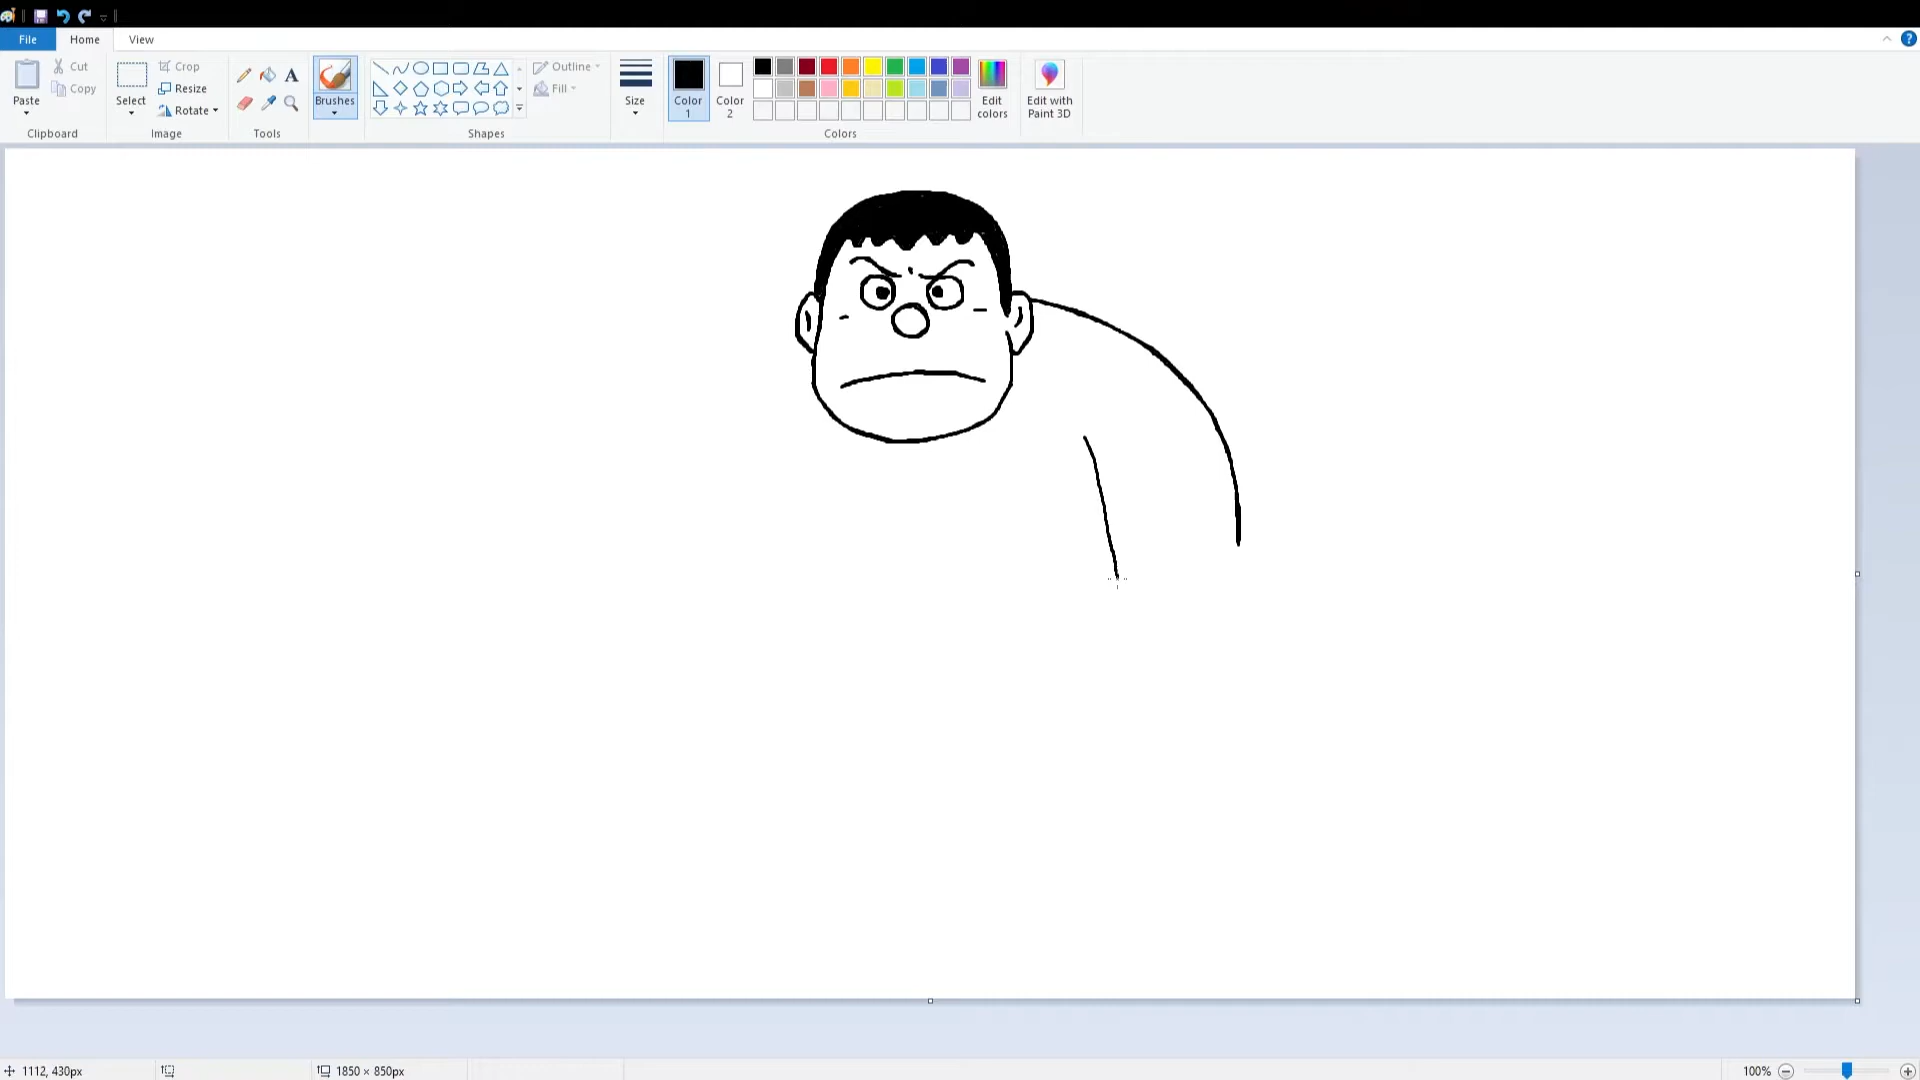 File Home View
Cut
Copy
Paste
Clipboard
Crop
Resize
Rotate
Select
Image
A
Tools
Brushes
Shapes
Outline
Fill
Size
Color 1
Color 2
Edit colors
Colors
Edit with Paint 3D
?
1112, 430px
1850 × 850px
100%